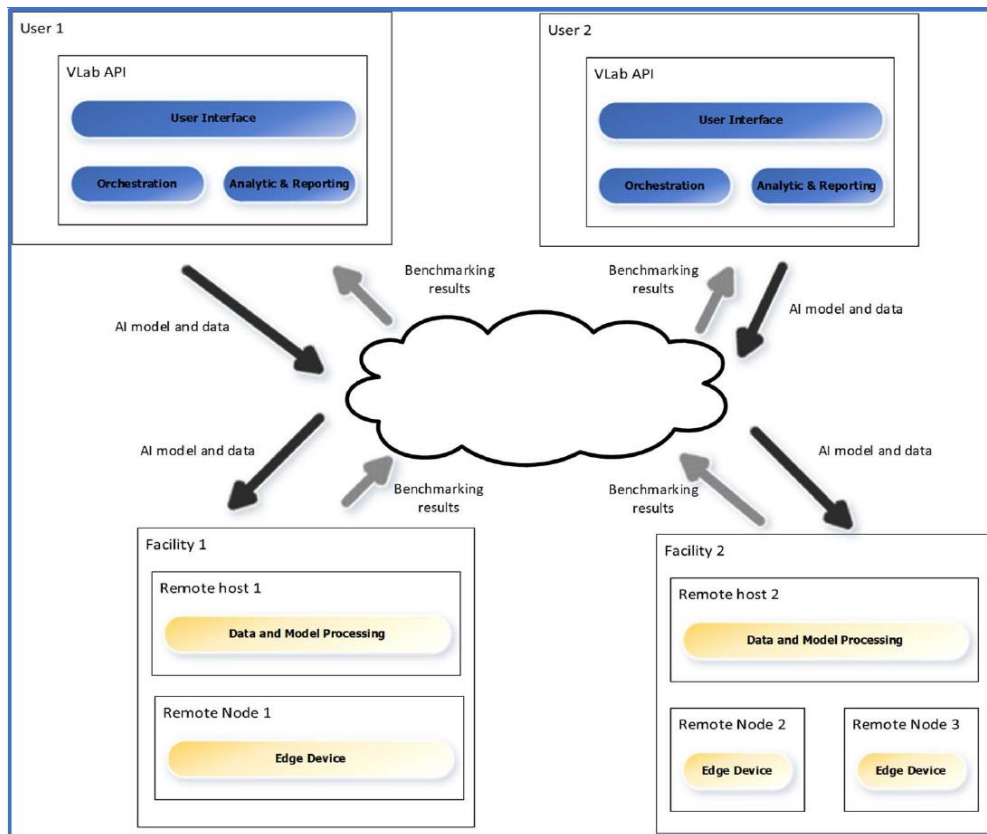 User 1
VLab API
User Interface
Orchestration
Analytic & Reporting
User 2
VLab API
User Interface
Orchestration
Analytic & Reporting
Benchmarking
results
AI model and data
Benchmarking
results
AI model and data
AI model and data
Benchmarking
results
Benchmarking
results
AI model and data
Facility 1
Remote host 1
Data and Model Processing
Remote Node 1
Edge Device
Facility 2
Remote host 2
Data and Model Processing
Remote Node 2
Edge Device
Remote Node 3
Edge Device